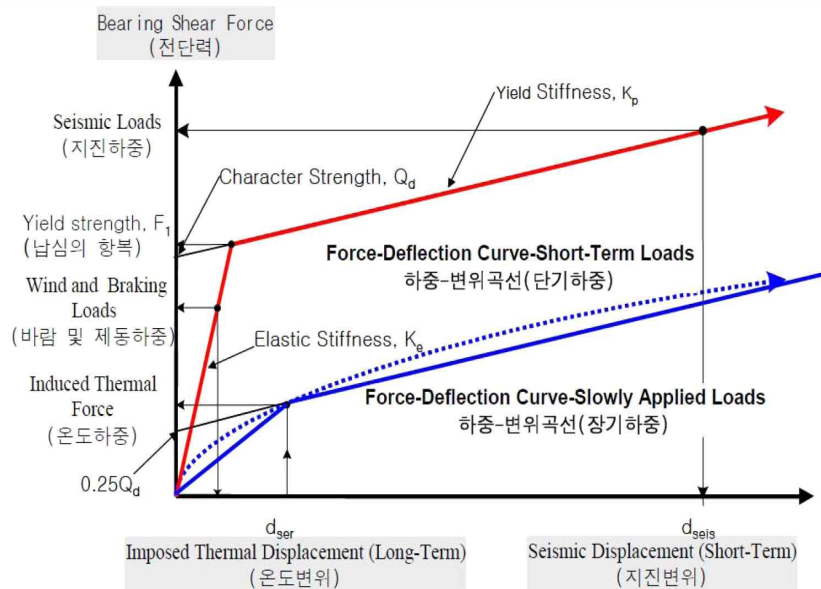 Bearing Shear Force
(전단력)
Yield Stiffness, Kp
Seismic Loads
(지진하중)
Character Strength, Qd
Yield strength, F1
(납심의 항복)
Force-Deflection Curve-Short-Term Loads
하중-변위곡선(단기하중)
Wind and Braking
Loads
(바람 및 제동하중)
Elastic Stiffness, Ke
Induced Thermal
Force
(온도하중)
Force-Deflection Curve-Slowly Applied Loads
하중-변위곡선(장기하중)
0.25Qd
dser
dseis
Imposed Thermal Displacement (Long-Term)
(온도변위)
Seismic Displacement (Short-Term)
(지진변위)